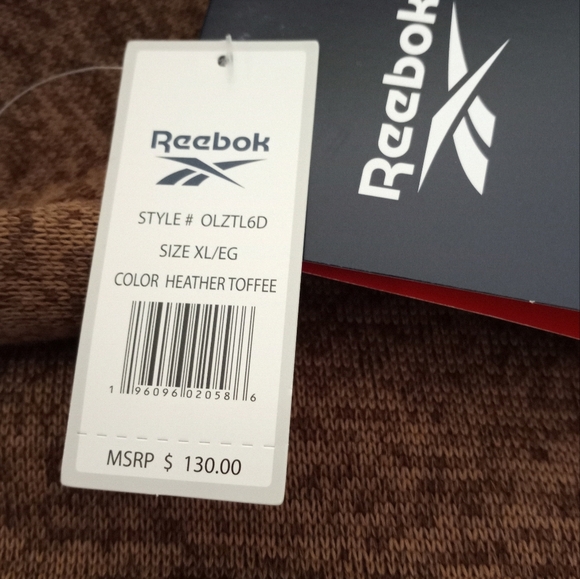 Reebok
Reebok
STYLE # OLZTL6D
SIZE XL/EG
COLOR HEATHER TOFFEE
1 96096 02058 6
MSRP $ 130.00